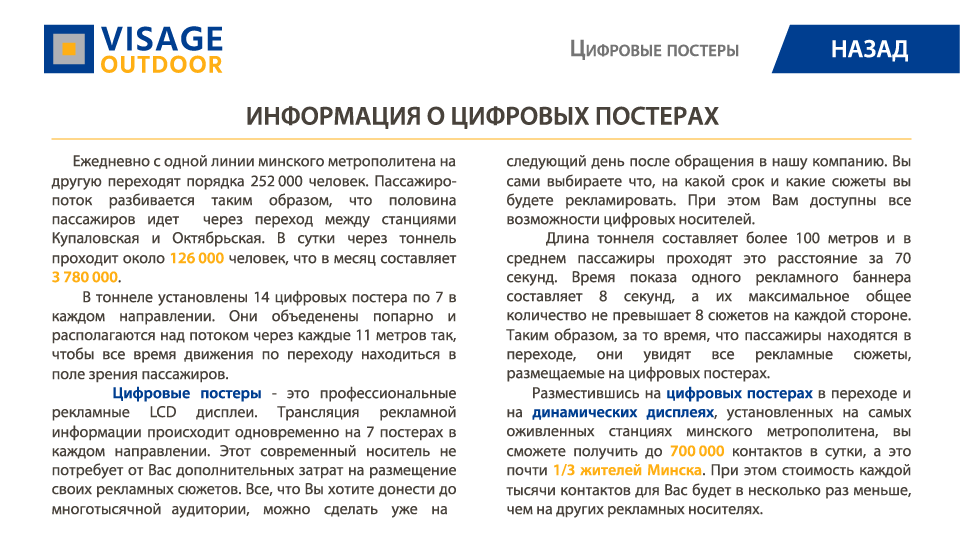 VISAGE
OUTDOOR
Цифровые постеры
НАЗАД
ИНФОРМАЦИЯ О ЦИФРОВЫХ ПОСТЕРАХ
Ежедневно с одной линии минского метрополитена на
другую переходят порядка 252 000 человек. Пассажиро-
поток разбивается таким образом, что половина
пассажиров идет через переход между станциями
Купаловская и Октябрьская. В сутки через тоннель
проходит около 126 000 человек, что в месяц составляет
3 780 000.
В тоннеле установлены 14 цифровых постера по 7 в
каждом направлении. Они объеденены попарно и
располагаются над потоком через каждые 11 метров так,
чтобы все время движения по переходу находиться в
поле зрения пассажиров.
Цифровые постеры - это профессиональные
рекламные LCD дисплеи. Трансляция рекламной
информации происходит одновременно на 7 постерах в
каждом направлении. Этот современный носитель не
потребует от Вас дополнительных затрат на размещение
своих рекламных сюжетов. Все, что Вы хотите донести до
многотысячной аудитории, можно сделать уже на
следующий день после обращения в нашу компанию. Вы
сами выбираете что, на какой срок и какие сюжеты вы
будете рекламировать. При этом Вам доступны все
возможности цифровых носителей.
Длина тоннеля составляет более 100 метров и в
среднем пассажиры проходят это расстояние за 70
секунд. Время показа одного рекламного баннера
составляет 8 секунд, а их максимальное общее
количество не превышает 8 сюжетов на каждой стороне.
Таким образом, за то время, что пассажиры находятся в
переходе, они увидят все рекламные сюжеты,
размещаемые на цифровых постерах.
Разместившись на цифровых постерах в переходе и
на динамических дисплеях, установленных на самых
оживленных станциях минского метрополитена, вы
сможете получить до 700 000 контактов в сутки, а это
почти 1/3 жителей Минска. При этом стоимость каждой
тысячи контактов для Вас будет в несколько раз меньше,
чем на других рекламных носителях.